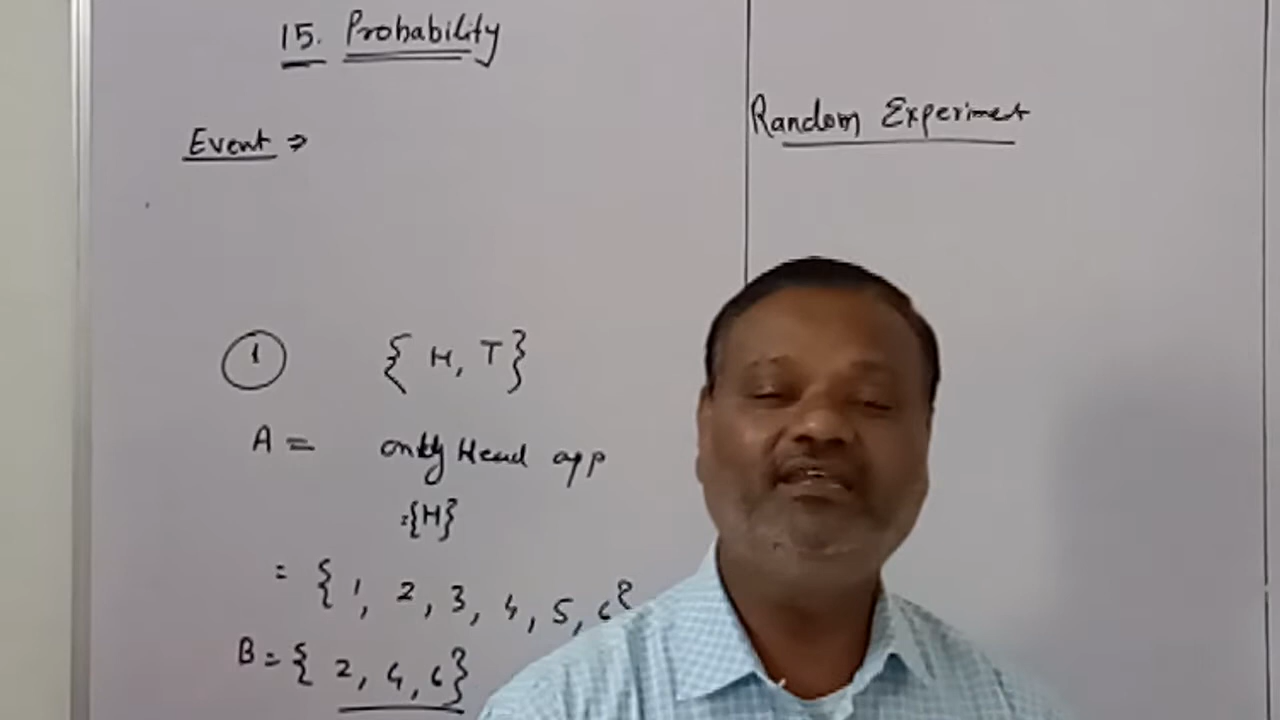 15. Probability
Event ⇒
Random Experiment
1
{ H, T }
A = only Head app
= {H}
= { 1, 2, 3, 4, 5, 6 }
B = { 2, 4, 6 }